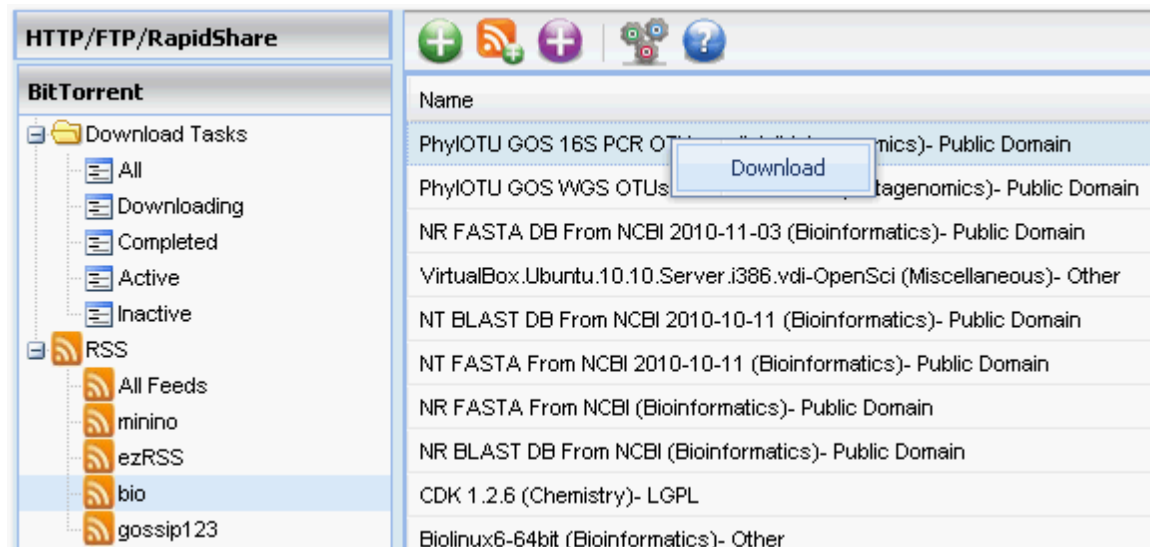 HTTP/FTP/RapidShare
BitTorrent
Download Tasks
All
Downloading
Completed
Active
Inactive
RSS
All Feeds
minino
ezRSS
bio
gossip123
Name
PhylOTU GOS 16S PCR - Public Domain
Download
PhylOTU GOS WGS OTUs - Public Domain
NR FASTA DB From NCBI 2010-11-03 (Bioinformatics)- Public Domain
VirtualBox.Ubuntu.10.10.Server.i386.vdi-OpenSci (Miscellaneous)- Other
NT BLAST DB From NCBI 2010-10-11 (Bioinformatics)- Public Domain
NT FASTA From NCBI 2010-10-11 (Bioinformatics)- Public Domain
NR FASTA From NCBI (Bioinformatics)- Public Domain
NR BLAST DB From NCBI (Bioinformatics)- Public Domain
CDK 1.2.6 (Chemistry)- LGPL
Biolinux6-64bit (Bioinformatics)- Other